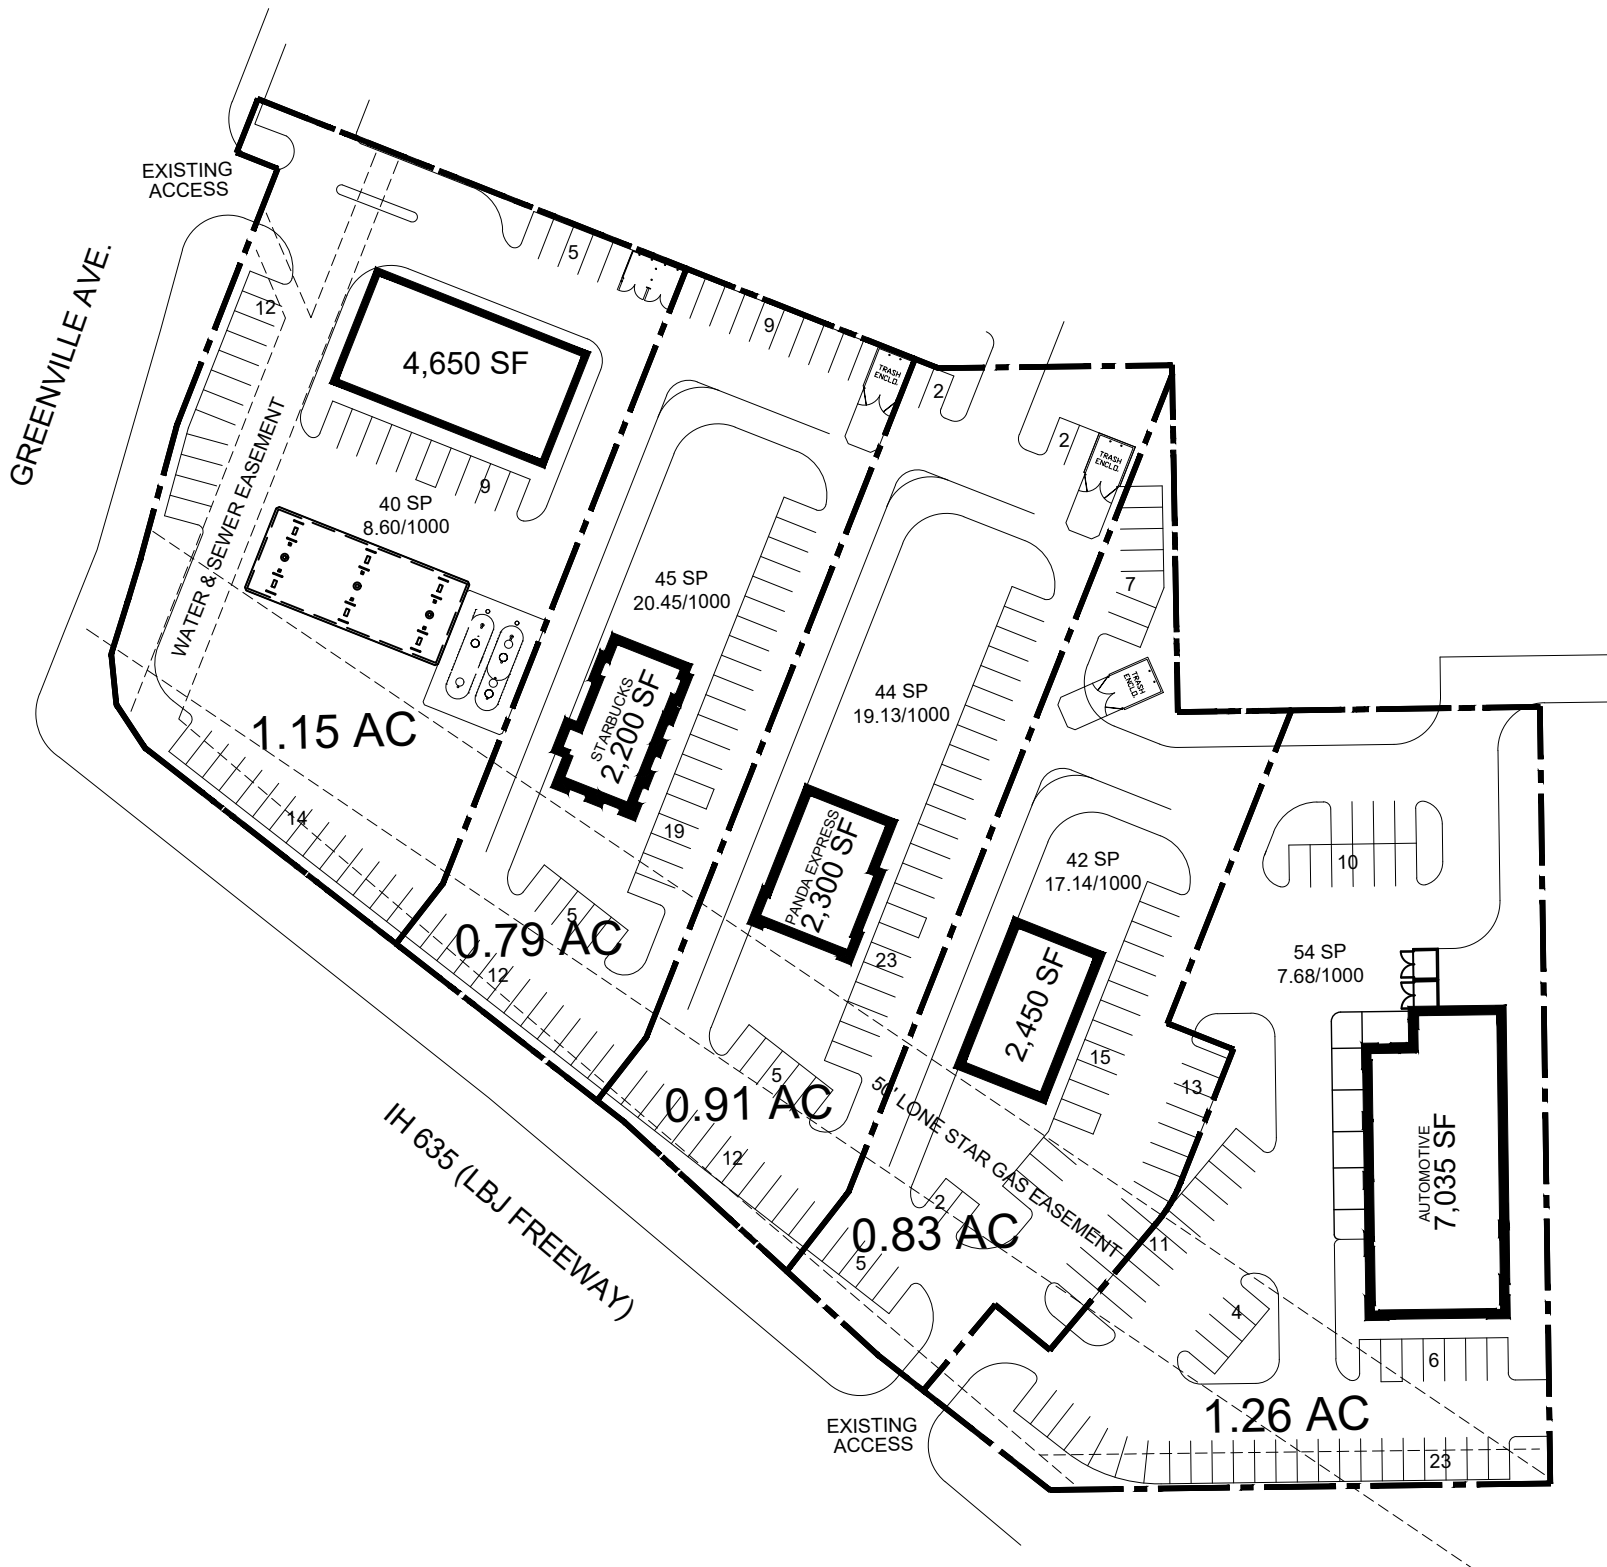 EXISTING
ACCESS
GREENVILLE AVE.
5
12
9
4,650 SF
TRASH
ENCLO.
2
2
TRASH
ENCLO.
WATER & SEWER EASEMENT
9
40 SP
8.60/1000
45 SP
20.45/1000
7
TRASH
ENCLO.
44 SP
19.13/1000
1.15 AC
STARBUCKS
2,200 SF
14
19
PANDA EXPRESS
2,300 SF
42 SP
17.14/1000
10
5
0.79 AC
12
23
54 SP
7.68/1000
2,450 SF
15
13
5
0.91 AC
50' LONE STAR GAS EASEMENT
IH 635 (LBJ FREEWAY)
12
AUTOMOTIVE
7,035 SF
2
0.83 AC
5
11
4
6
1.26 AC
EXISTING
ACCESS
23